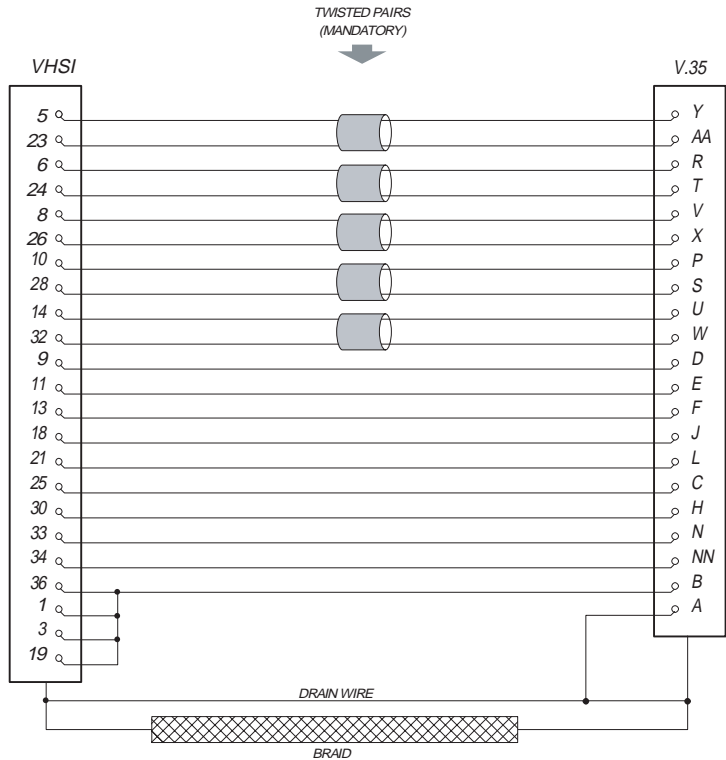 TWISTED PAIRS
(MANDATORY)
VHSI V.35
5 Y
23 AA
6 R
24 T
8 V
26 X
10 P
28 S
14 U
32 W
9 D
11 E
13 F
18 J
21 L
25 C
30 H
33 N
34 NN
36 B
1 A
3
19
DRAIN WIRE
BRAID